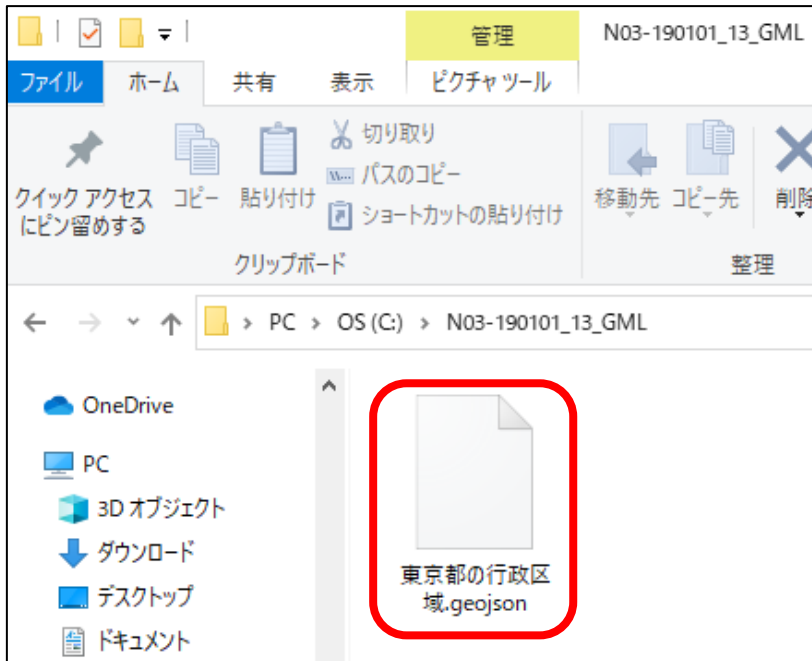 管理
N03-190101_13_GML
ファイル
ホーム
共有
表示
ピクチャ ツール
クイック アクセス
にピン留めする
コピー
貼り付け
切り取り
パスのコピー
ショートカットの貼り付け
移動先
コピー先
削除
クリップボード
整理
PC › OS (C:) › N03-190101_13_GML
OneDrive
PC
3D オブジェクト
ダウンロード
デスクトップ
ドキュメント
東京都の行政区
域.geojson